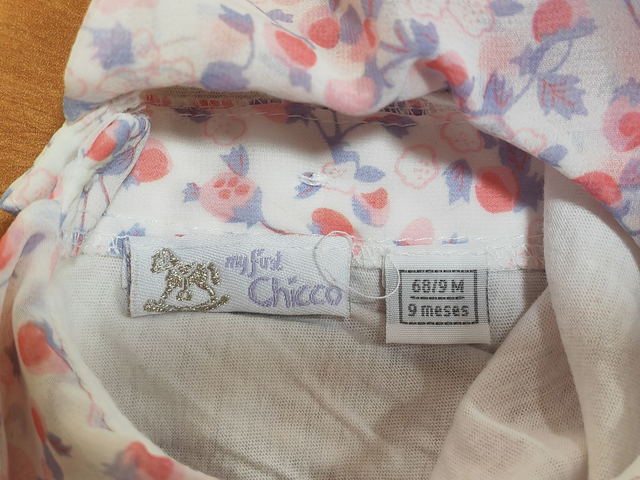 my first
Chicco
68/9 M
9 meses